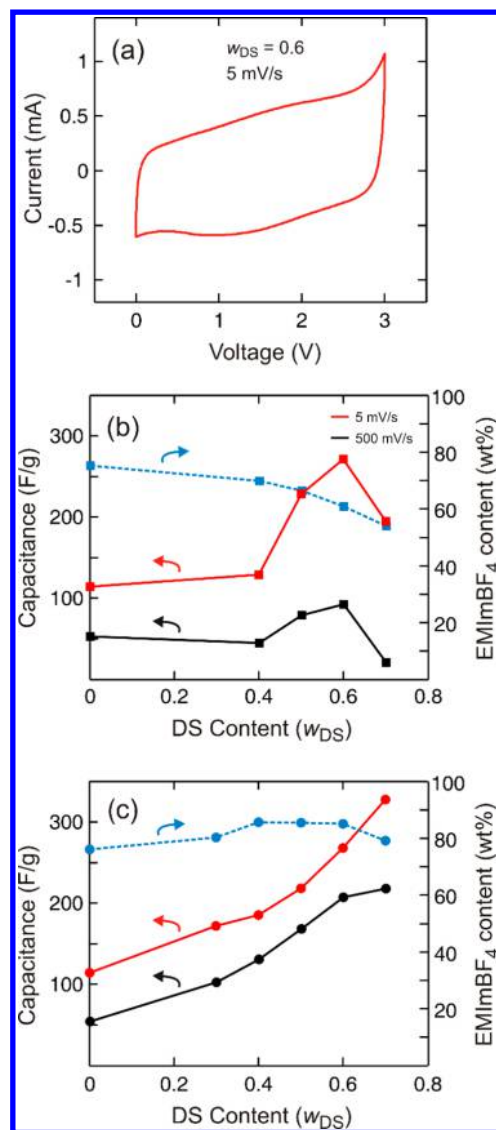 (a)
w_DS = 0.6
5 mV/s
1
0.5
0
-0.5
-1
Current (mA)
0 1 2 3
Voltage (V)
(b)
5 mV/s
500 mV/s
300
200
100
Capacitance (F/g)
100
80
60
40
20
EMImBF₄ content (wt%)
0 0.2 0.4 0.6 0.8
DS Content (w_DS)
(c)
300
200
100
Capacitance (F/g)
100
80
60
40
20
EMImBF₄ content (wt%)
0 0.2 0.4 0.6 0.8
DS Content (w_DS)